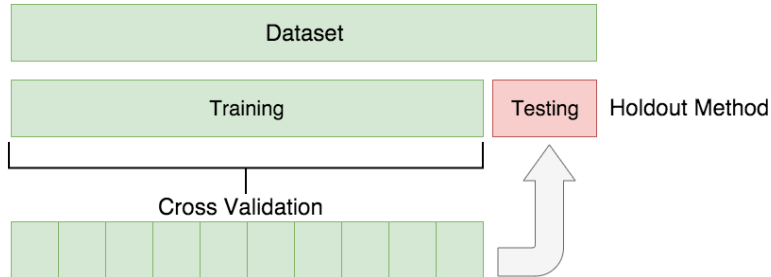 Dataset
Training
Testing
Holdout Method
Cross Validation